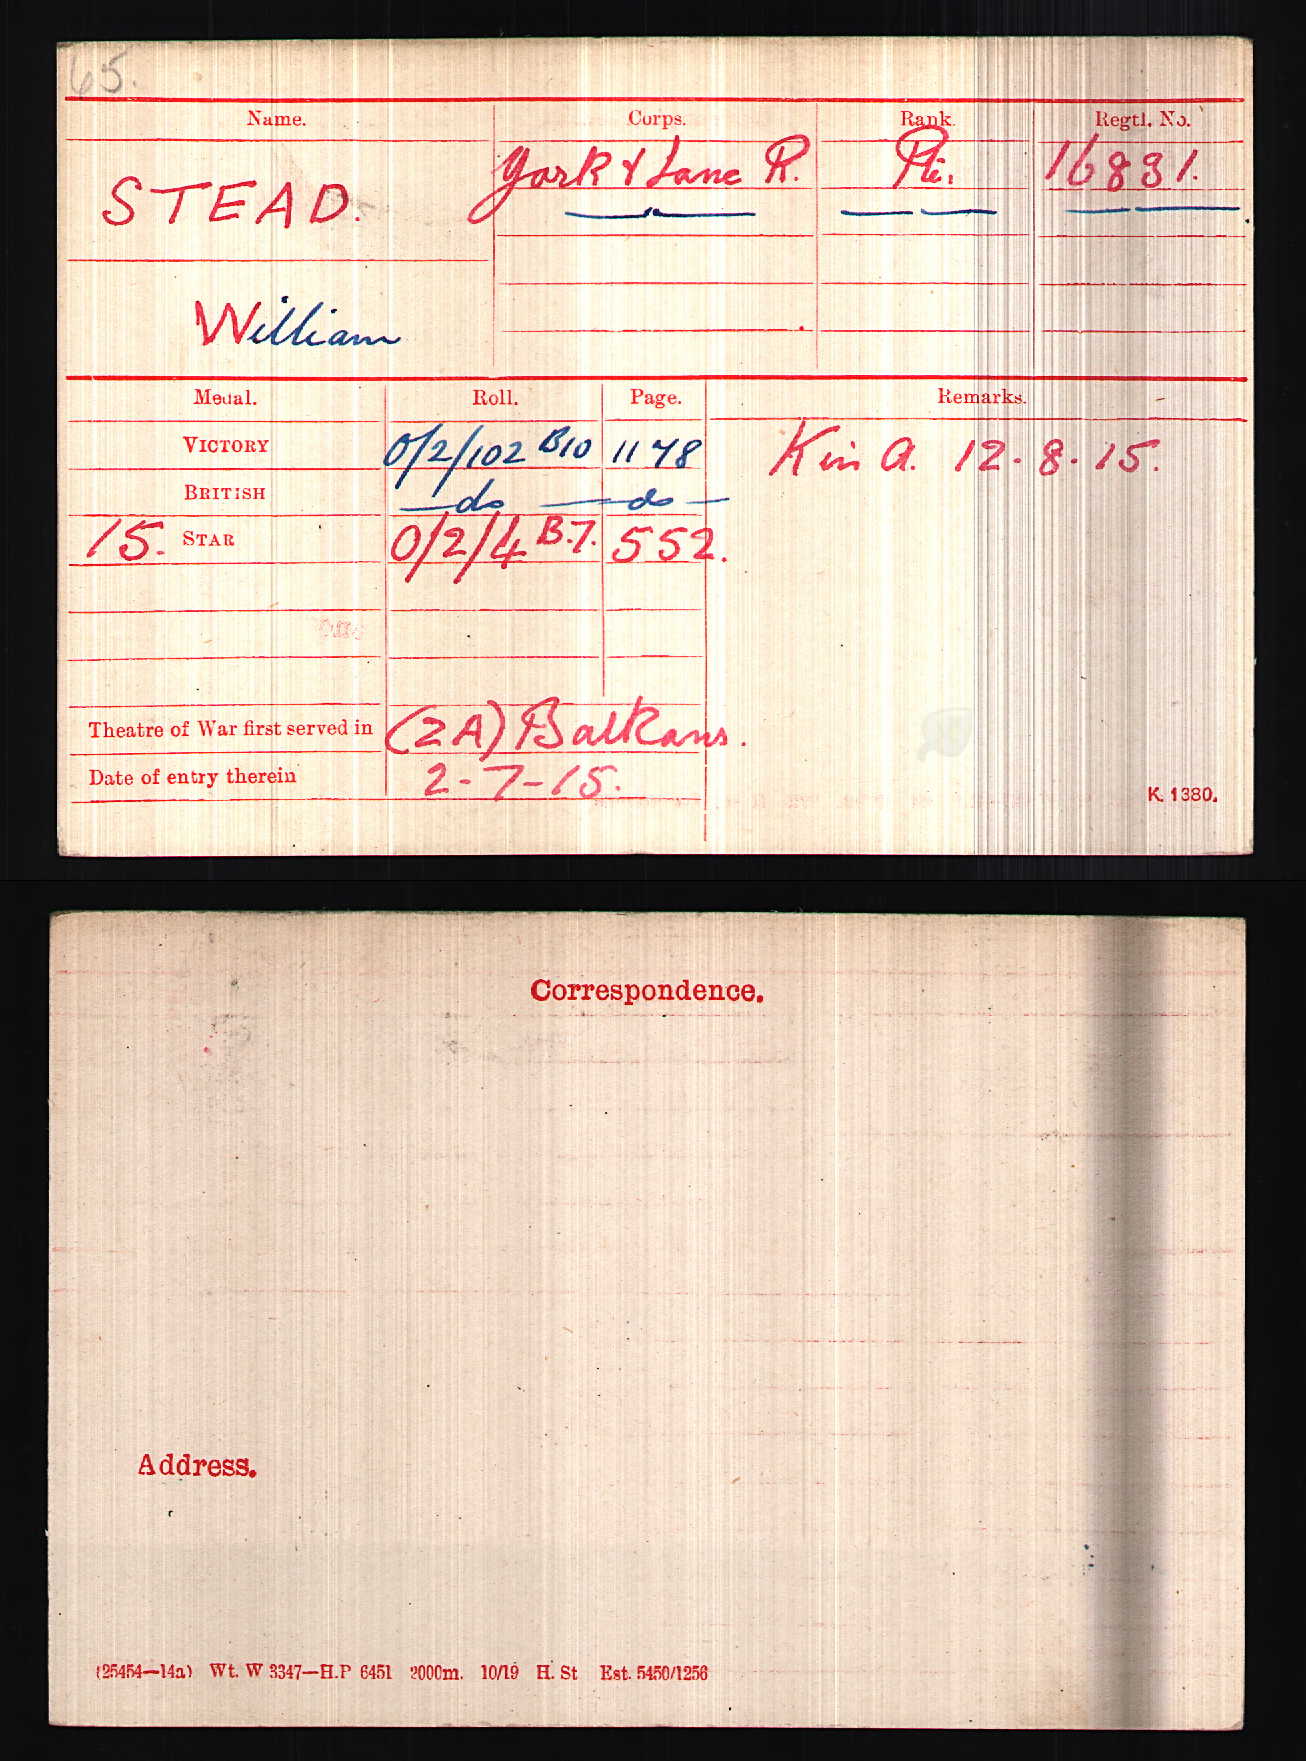 65.
Name. Corps. Rank. Regtl. No.
STEAD. York & Lanc R. Pte. 16831.
William
Medal. Roll. Page. Remarks.
VICTORY 0/2/102 B10 1178 K in A. 12.8.15.
BRITISH —do —do—
15. STAR 0/2/4 B.7. 552.
Theatre of War first served in (2A) Balkans.
Date of entry therein 2-7-15.
K. 1380.
Correspondence.
Address.
(25454—14a) Wt. W 3347—H.P 6451 2000m. 10/19 H. St Est. 5450/1256